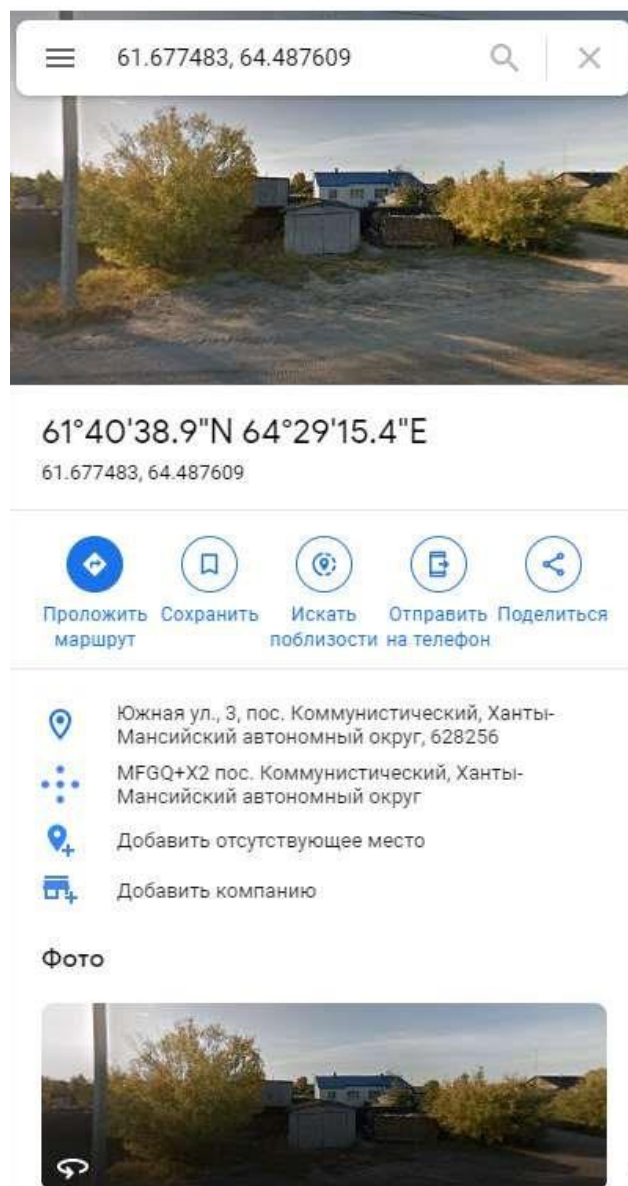 61.677483, 64.487609
61°40'38.9"N 64°29'15.4"E
61.677483, 64.487609
Проложить маршрут
Сохранить
Искать поблизости
Отправить на телефон
Поделиться
Южная ул., 3, пос. Коммунистический, Ханты-
Мансийский автономный округ, 628256
MFGQ+X2 пос. Коммунистический, Ханты-
Мансийский автономный округ
Добавить отсутствующее место
Добавить компанию
Фото